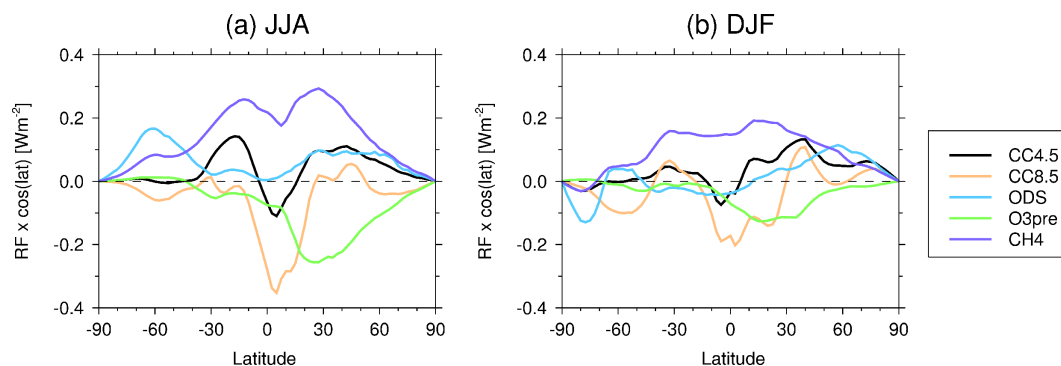 (a) JJA
RF x cos(lat) [Wm-2]
0.4
0.2
0.0
-0.2
-0.4
-90 -60 -30 0 30 60 90
Latitude
(b) DJF
RF x cos(lat) [Wm-2]
0.4
0.2
0.0
-0.2
-0.4
-90 -60 -30 0 30 60 90
Latitude
CC4.5
CC8.5
ODS
O3pre
CH4